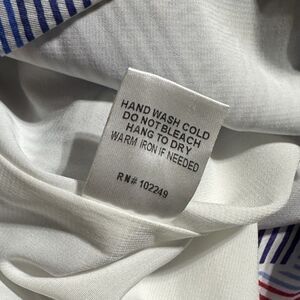 HAND WASH COLD
DO NOT BLEACH
HANG TO DRY
WARM IRON IF NEEDED
RN# 102249